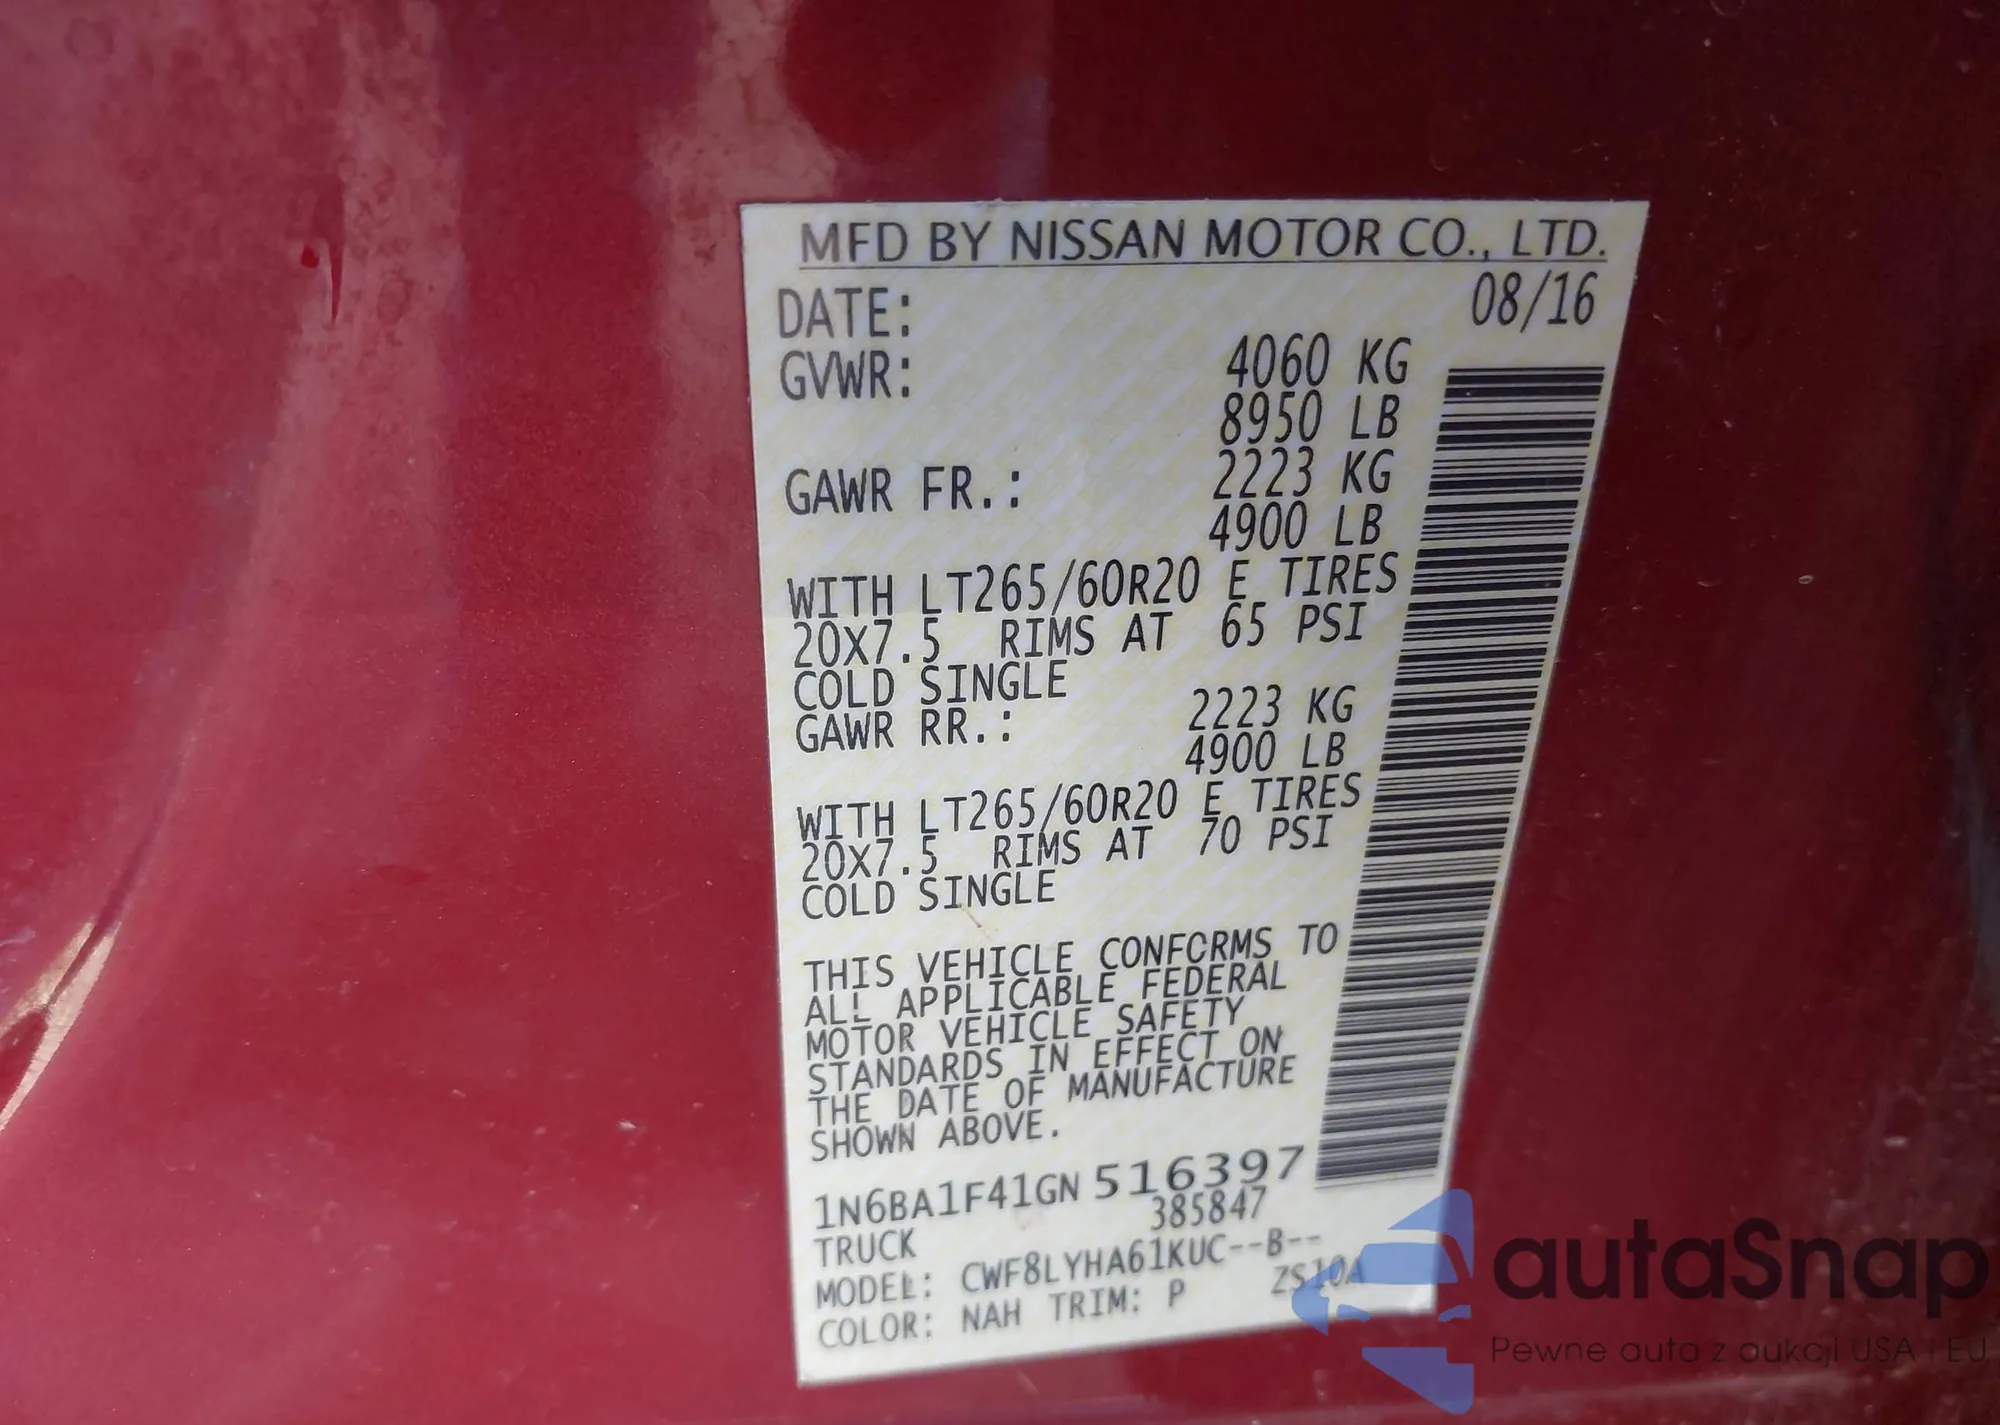 MFD BY NISSAN MOTOR CO., LTD.
DATE: 08/16
GVWR: 4060 KG
8950 LB
GAWR FR.: 2223 KG
4900 LB
WITH LT265/60R20 E TIRES
20X7.5 RIMS AT 65 PSI
COLD SINGLE
GAWR RR.: 2223 KG
4900 LB
WITH LT265/60R20 E TIRES
20X7.5 RIMS AT 70 PSI
COLD SINGLE
THIS VEHICLE CONFORMS TO
ALL APPLICABLE FEDERAL
MOTOR VEHICLE SAFETY
STANDARDS IN EFFECT ON
THE DATE OF MANUFACTURE
SHOWN ABOVE.
1N6BA1F41GN 516397
385847
TRUCK
MODEL: CWF8LYHA61KUC--B--
COLOR: NAH TRIM: P ZS10A
autaSnap
Pewne auta z aukcji USA i EU